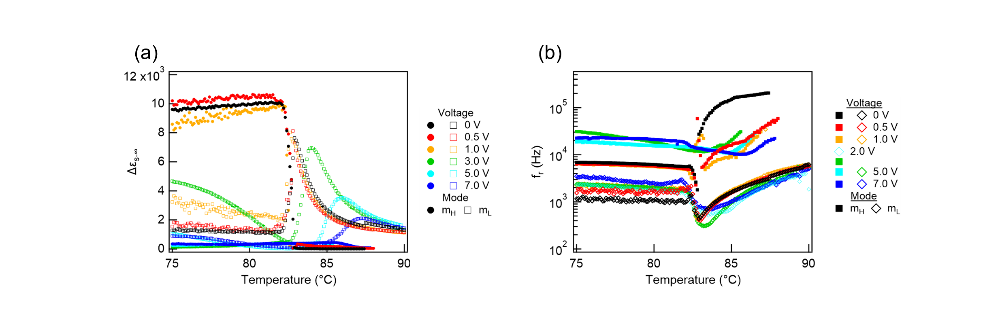 (a)
12 x10³
10
8
6
4
2
0
Δεs-∞
75 80 85 90
Temperature (°C)
Voltage
0 V
0.5 V
1.0 V
3.0 V
5.0 V
7.0 V
Mode
mH mL
(b)
10⁵
10⁴
10³
10²
fr (Hz)
75 80 85 90
Temperature (°C)
Voltage
0 V
0.5 V
1.0 V
2.0 V
5.0 V
7.0 V
Mode
mH mL